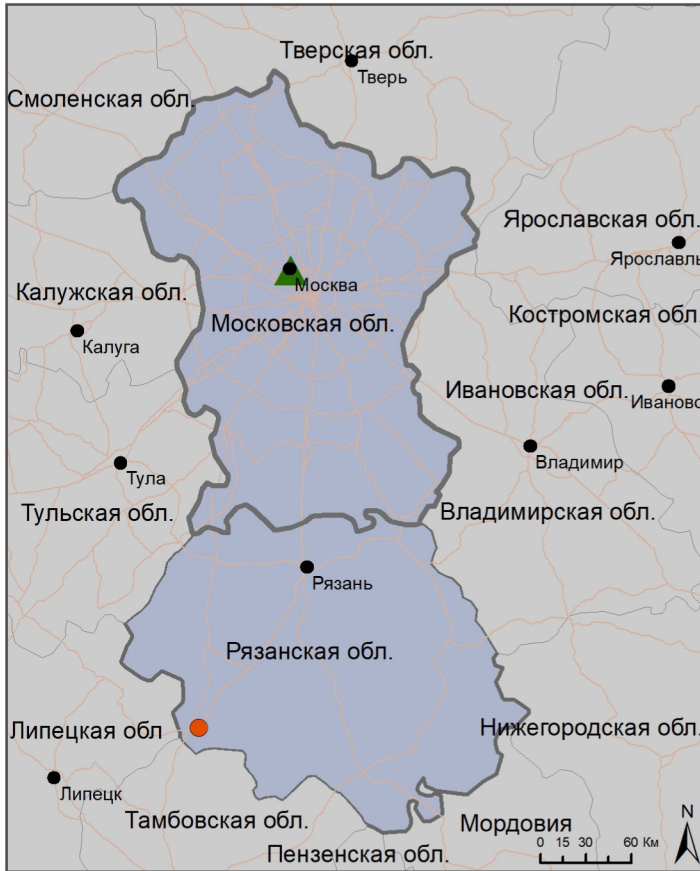 Тверская обл.
Тверь
Смоленская обл.
Ярославская обл.
Ярославль
Москва
Калужская обл.
Костромская обл.
Московская обл.
Калуга
Ивановская обл.
Иваново
Владимир
Тула
Тульская обл.
Владимирская обл.
Рязань
Рязанская обл.
Липецкая обл
Нижегородская обл.
Липецк
Тамбовская обл.
Мордовия
Пензенская обл.
N
0 15 30 60 Км